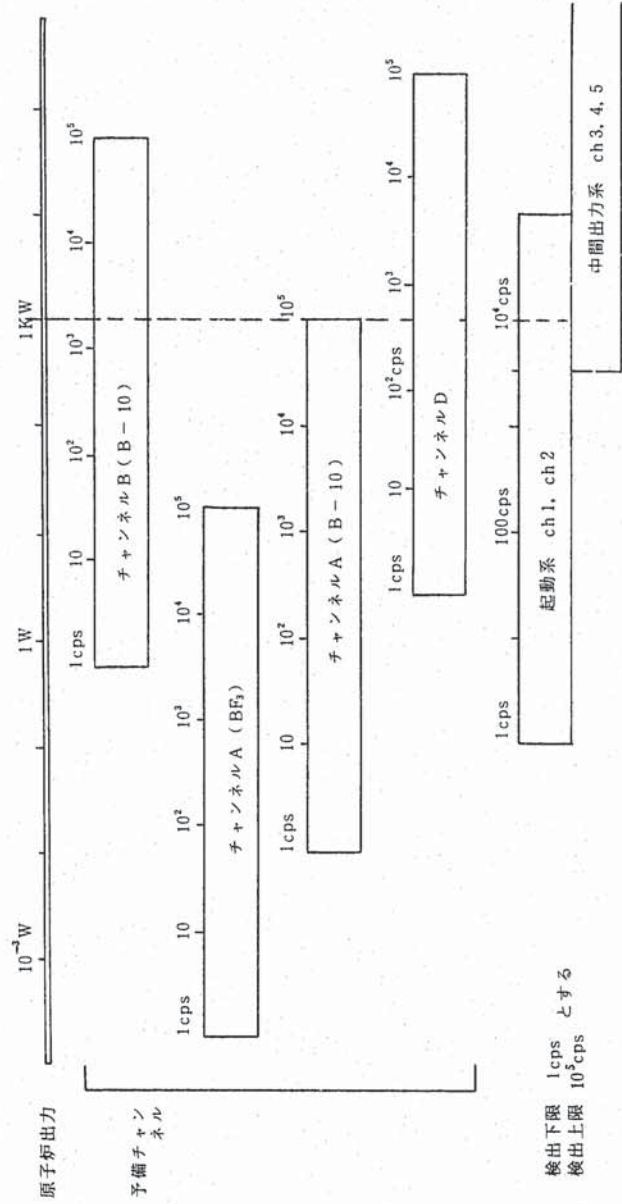 原子炉出力
10⁻³W 1W 1KW
予備チャン
ネル
1cps 10 10² 10³ 10⁴ 10⁵
チャンネルB ( B-10 )
1cps 10 10² 10³ 10⁴ 10⁵
チャンネルA ( BF₃ )
1cps 10 10² 10³ 10⁴ 10⁵
チャンネルA ( B-10 )
1cps 10 10²cps 10³ 10⁴ 10⁵
チャンネルD
1cps 100cps 10⁴cps
起動系 ch1, ch2
中間出力系 ch3, 4, 5
検出下限 1cps とする
検出上限 10⁵cps